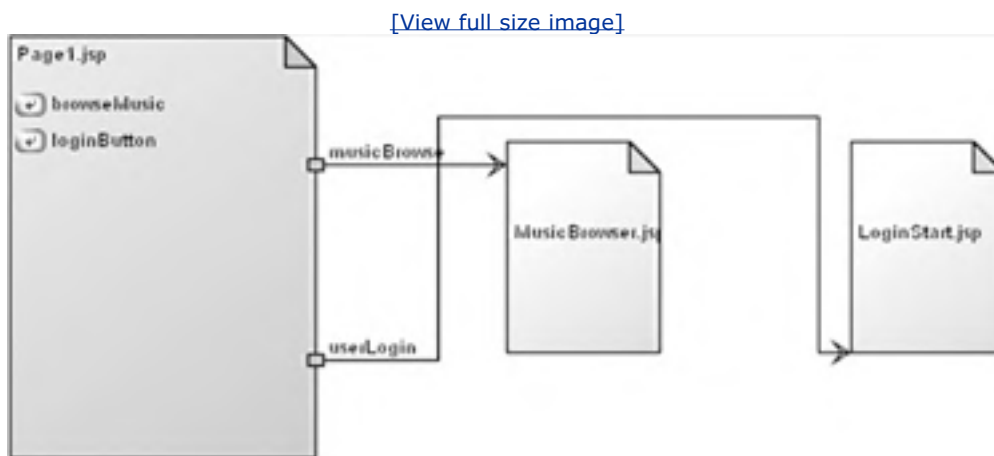 [View full size image]
Page1.jsp
browseMusic
loginButton
musicBrowse
MusicBrowser.jsp
LoginStart.jsp
userLogin